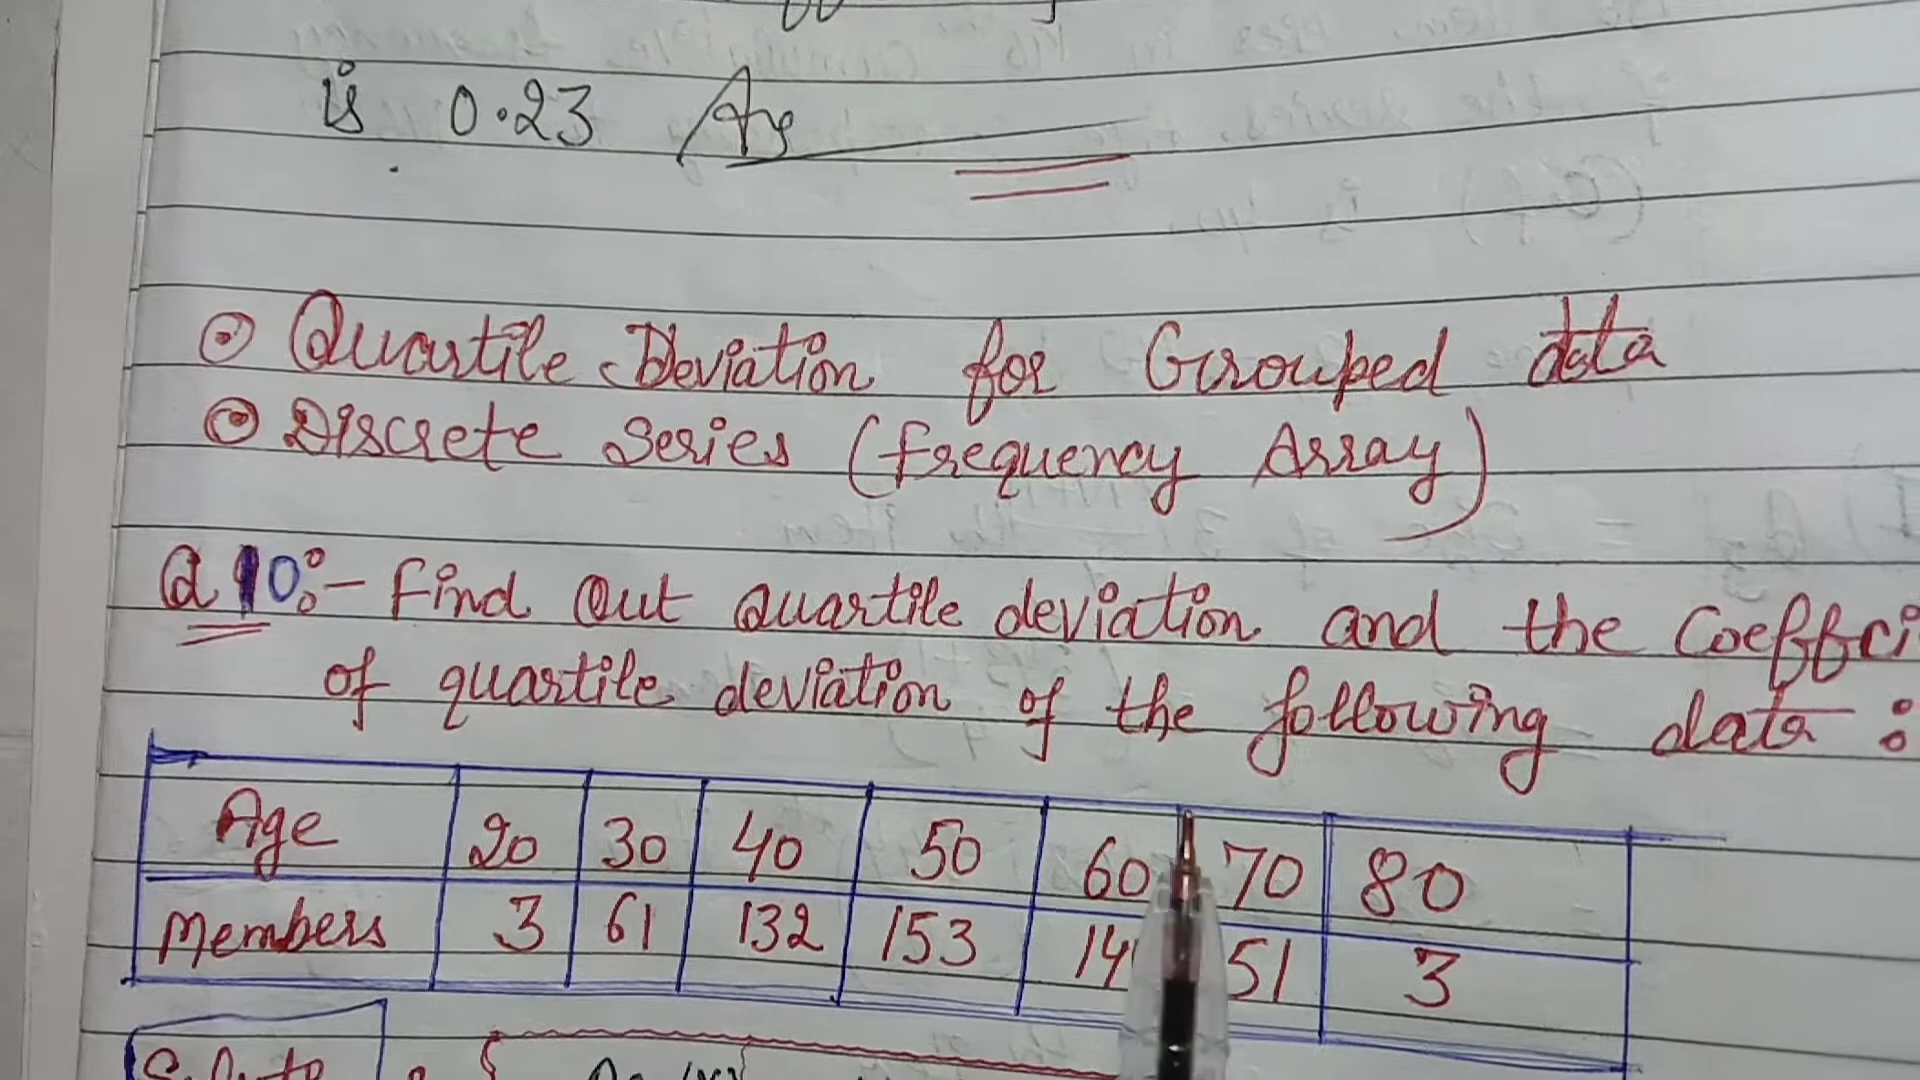 is 0.23 Ans
Quartile Deviation for Grouped data
Discrete Series (Frequency Array)
Q 10:- Find Out Quartile deviation and the Coeffci
of quartile deviation of the following data:
Age 20 30 40 50 60 70 80
Members 3 61 132 153 14 51 3